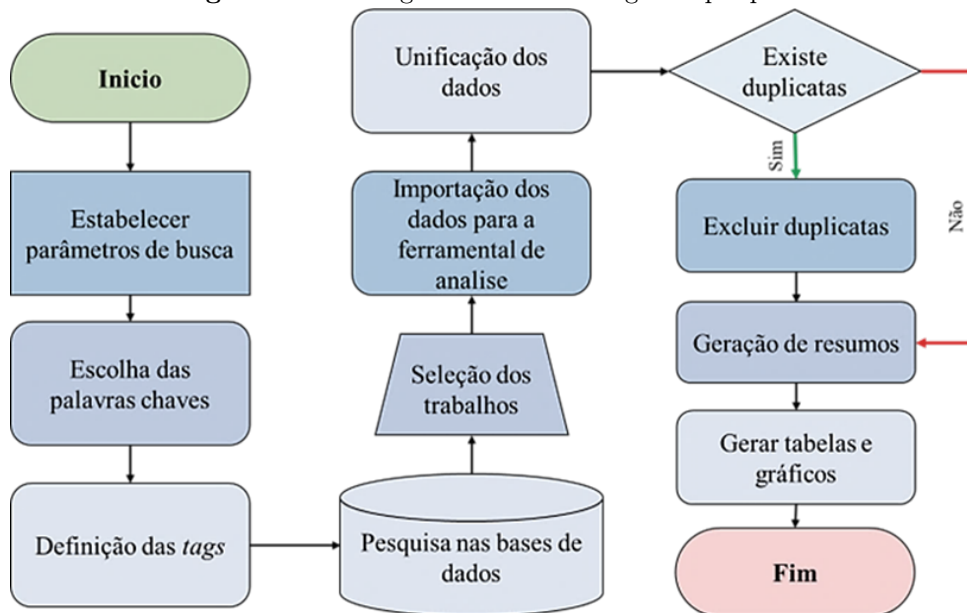 Inicio
Estabelecer
parâmetros de busca
Escolha das
palavras chaves
Definição das tags
Pesquisa nas bases de
dados
Seleção dos
trabalhos
Importação dos
dados para a
ferramental de
analise
Unificação dos
dados
Existe
duplicatas
Sim
Não
Excluir duplicatas
Geração de resumos
Gerar tabelas e
gráficos
Fim